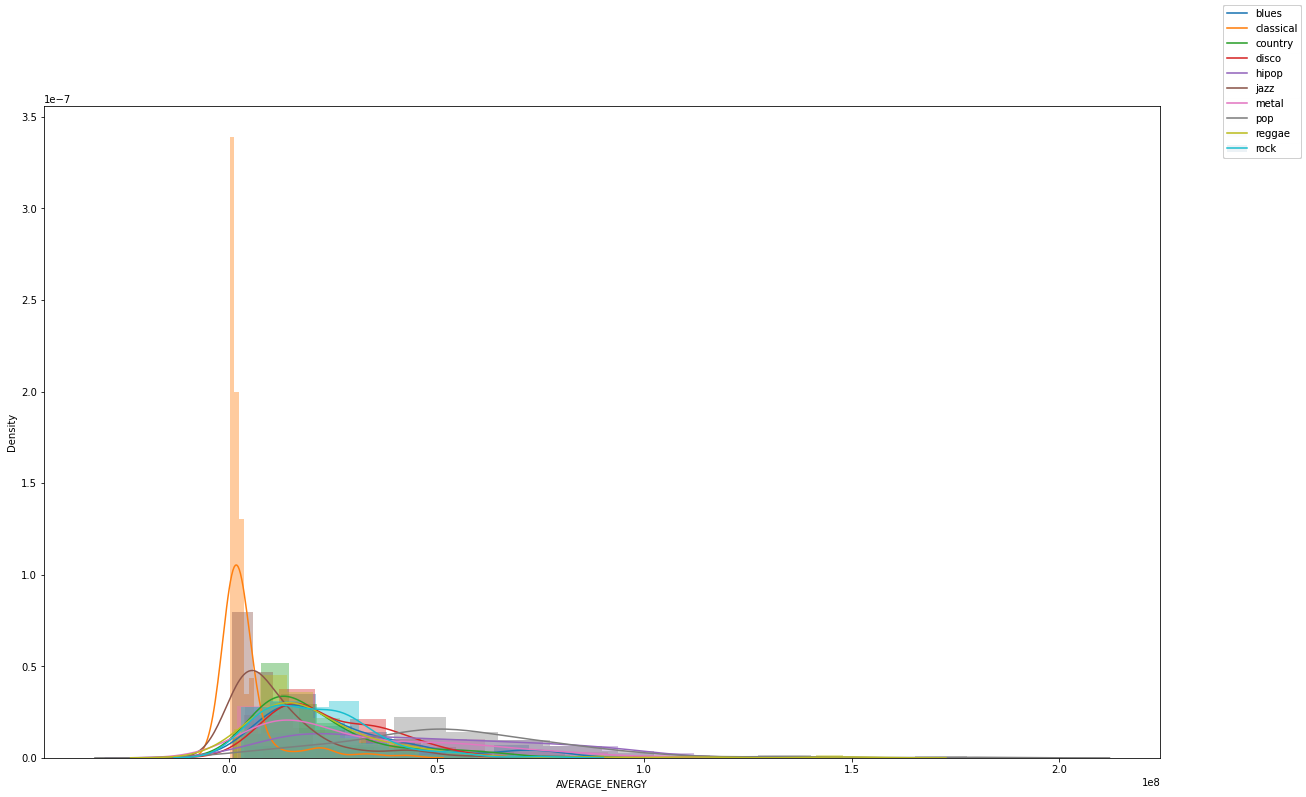 blues
classical
country
disco
hipop
jazz
metal
pop
reggae
rock
1e−7
3.5
3.0
2.5
2.0
1.5
1.0
0.5
0.0
Density
0.0
0.5
1.0
1.5
2.0
AVERAGE_ENERGY
1e8